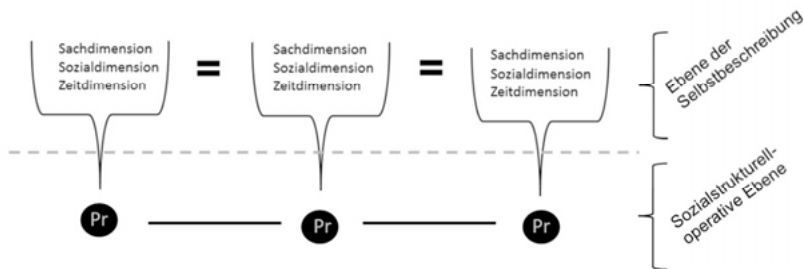 Sachdimension
Sozialdimension
Zeitdimension
=
Sachdimension
Sozialdimension
Zeitdimension
=
Sachdimension
Sozialdimension
Zeitdimension
Ebene der
Selbstbeschreibung
Pr
Pr
Pr
Sozialstrukturell-
operative Ebene